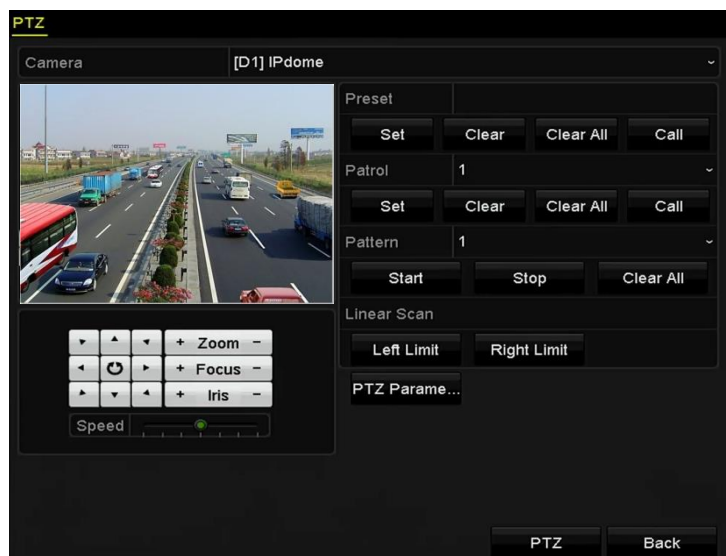 PTZ
Camera [D1] IPdome
Preset
Set Clear Clear All Call
Patrol 1
Set Clear Clear All Call
Pattern 1
Start Stop Clear All
Linear Scan
Left Limit Right Limit
PTZ Parame...
+ Zoom -
+ Focus -
+ Iris -
Speed
PTZ Back